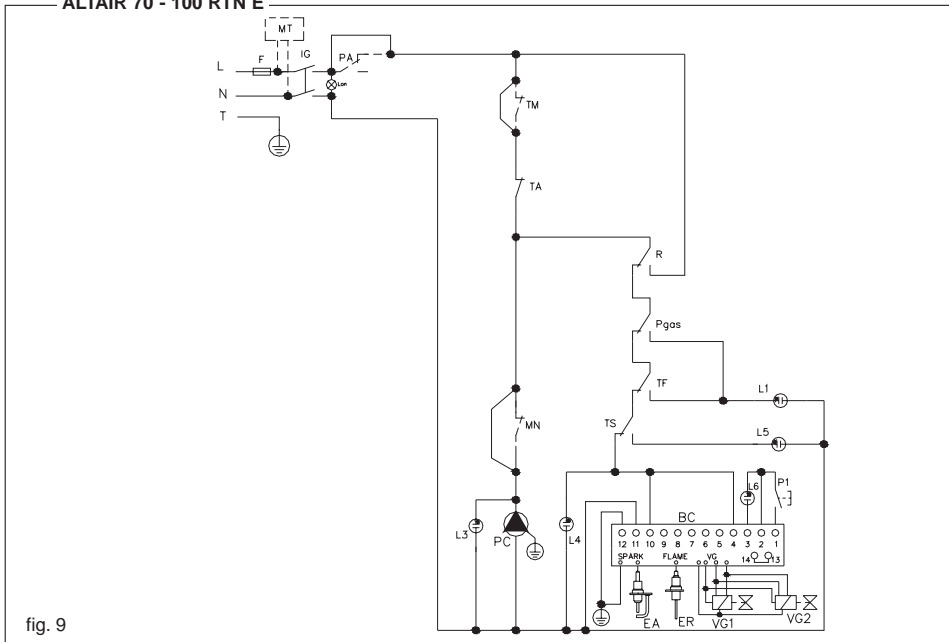 ALTAIR 70 - 100 RTN E
MT
L F IG PA
Lon
N
T
TM
TA
R
Pgas
TF
L1
MN
TS
L5
L6 P1
BC
L3 PC L4
12 11 10 9 8 7 6 5 4 3 2 1
SPARK FLAME VG 14 13
EA ER VG1 VG2
fig. 9